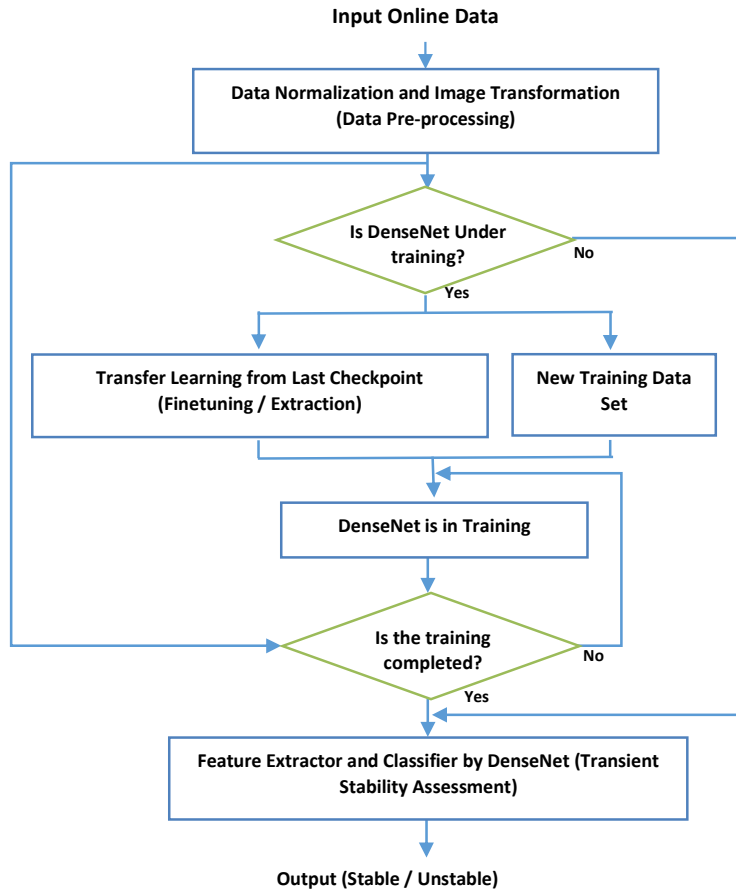 Input Online Data
Data Normalization and Image Transformation
(Data Pre-processing)
Is DenseNet Under
training?
No
Yes
Transfer Learning from Last Checkpoint
(Finetuning / Extraction)
New Training Data
Set
DenseNet is in Training
Is the training
completed?
No
Yes
Feature Extractor and Classifier by DenseNet (Transient
Stability Assessment)
Output (Stable / Unstable)